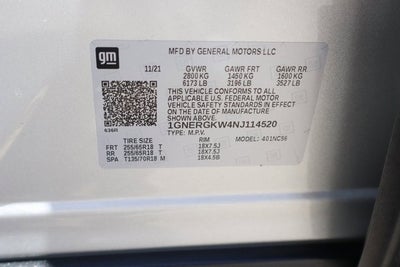 gm
MFD BY GENERAL MOTORS LLC
11/21 GVWR GAWR FRT GAWR RR
2800 KG 1450 KG 1600 KG
6173 LB 3196 LB 3527 LB
THIS VEHICLE CONFORMS TO ALL
APPLICABLE U.S. FEDERAL MOTOR
VEHICLE SAFETY STANDARDS IN EFFECT
ON THE DATE OF MANUFACTURE
SHOWN ABOVE.
1GNERGKW4NJ114520
TYPE: M.P.V. MODEL:
TIRE SIZE RIM
FRT 255/65R18 T 18X7.5J
RR 255/65R18 T 18X7.5J
SPA T135/70R18 M 18X4.5B